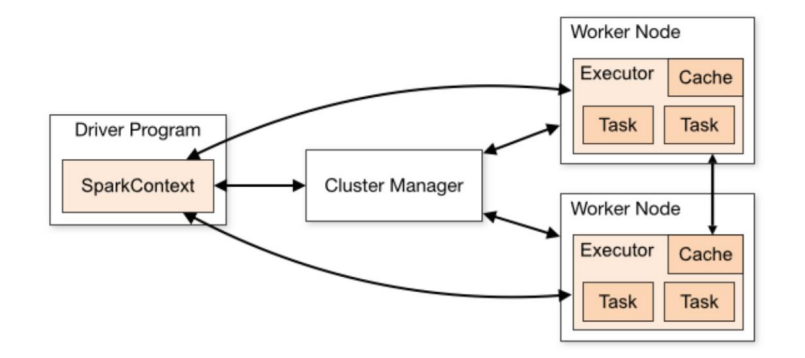 Driver Program
SparkContext
Cluster Manager
Worker Node
Executor
Cache
Task
Task
Worker Node
Executor
Cache
Task
Task